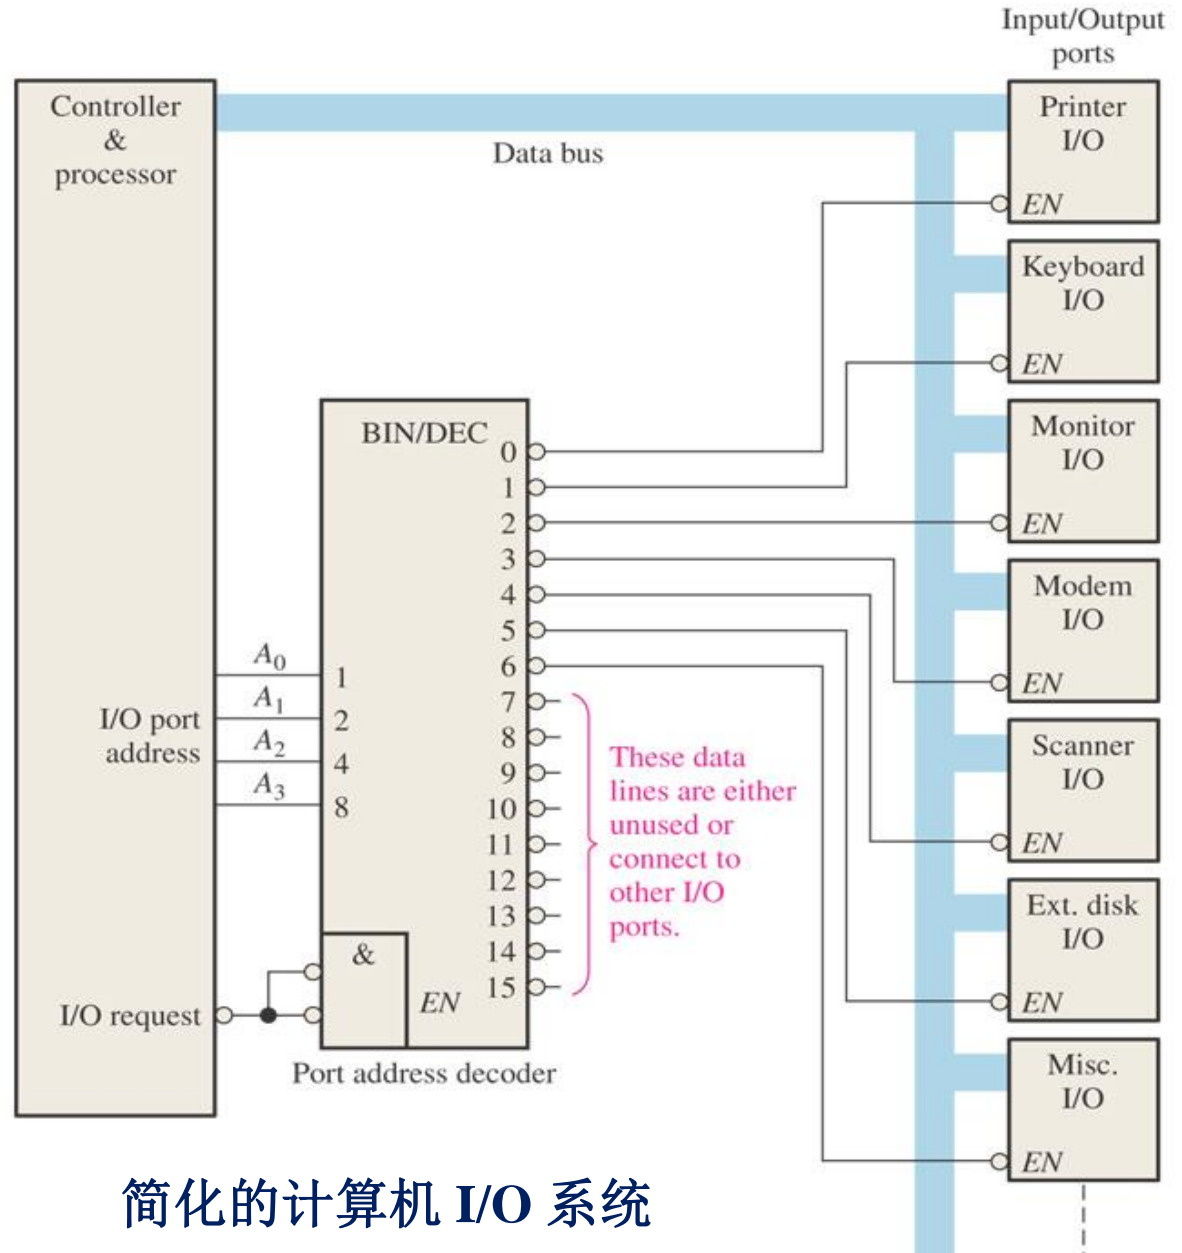 Input/Output
ports
Controller
&
processor
Data bus
Printer
I/O
EN
Keyboard
I/O
EN
Monitor
I/O
EN
Modem
I/O
EN
Scanner
I/O
EN
Ext. disk
I/O
EN
Misc.
I/O
EN
BIN/DEC
0
1
2
3
4
5
6
7
8
9
10
11
12
13
14
15
A0
A1
A2
A3
1
2
4
8
I/O port
address
These data
lines are either
unused or
connect to
other I/O
ports.
&
EN
I/O request
Port address decoder
简化的计算机 I/O 系统